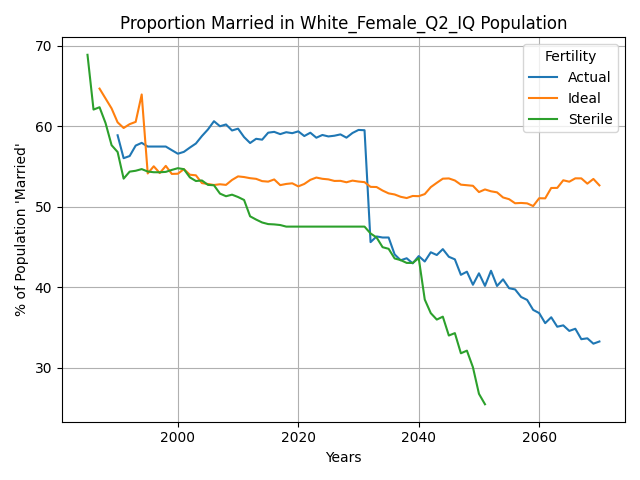 Proportion Married in White_Female_Q2_IQ Population
% of Population 'Married'
70
60
50
40
30
Fertility
Actual
Ideal
Sterile
2000 2020 2040 2060
Years